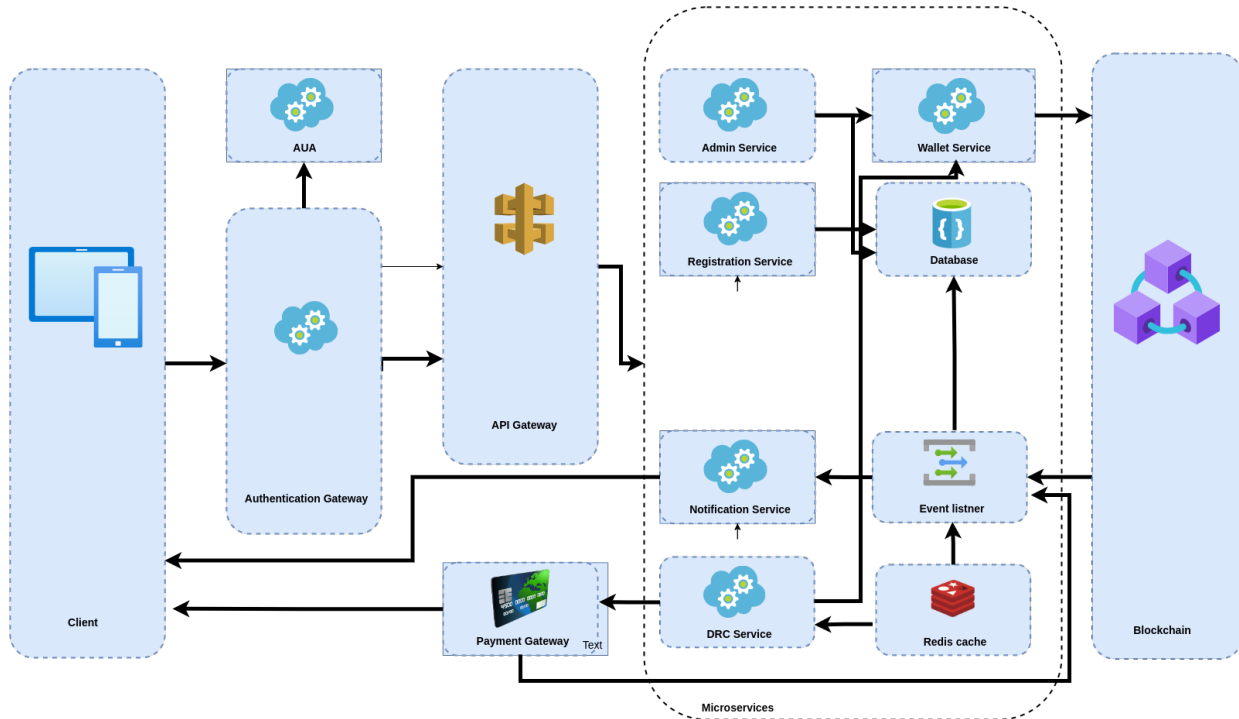 AUA
Admin Service
Wallet Service
Registration Service
Database
API Gateway
Authentication Gateway
Notification Service
Event listner
Client
Payment Gateway
Text
DRC Service
Redis cache
Blockchain
Microservices